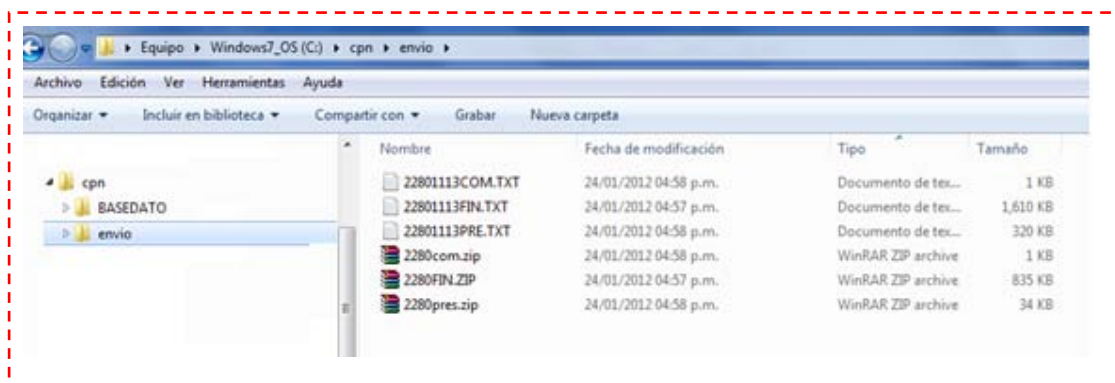 Equipo ▸ Windows7_OS (C:) ▸ cpn ▸ envio ▸
Archivo Edición Ver Herramientas Ayuda
Organizar ▾ Incluir en biblioteca ▾ Compartir con ▾ Grabar Nueva carpeta
Nombre Fecha de modificación Tipo Tamaño
cpn
BASEDATO
envio
22801113COM.TXT 24/01/2012 04:58 p.m. Documento de tex... 1 KB
22801113FIN.TXT 24/01/2012 04:57 p.m. Documento de tex... 1,610 KB
22801113PRE.TXT 24/01/2012 04:58 p.m. Documento de tex... 320 KB
2280com.zip 24/01/2012 04:58 p.m. WinRAR ZIP archive 1 KB
2280FIN.ZIP 24/01/2012 04:57 p.m. WinRAR ZIP archive 835 KB
2280pres.zip 24/01/2012 04:58 p.m. WinRAR ZIP archive 34 KB